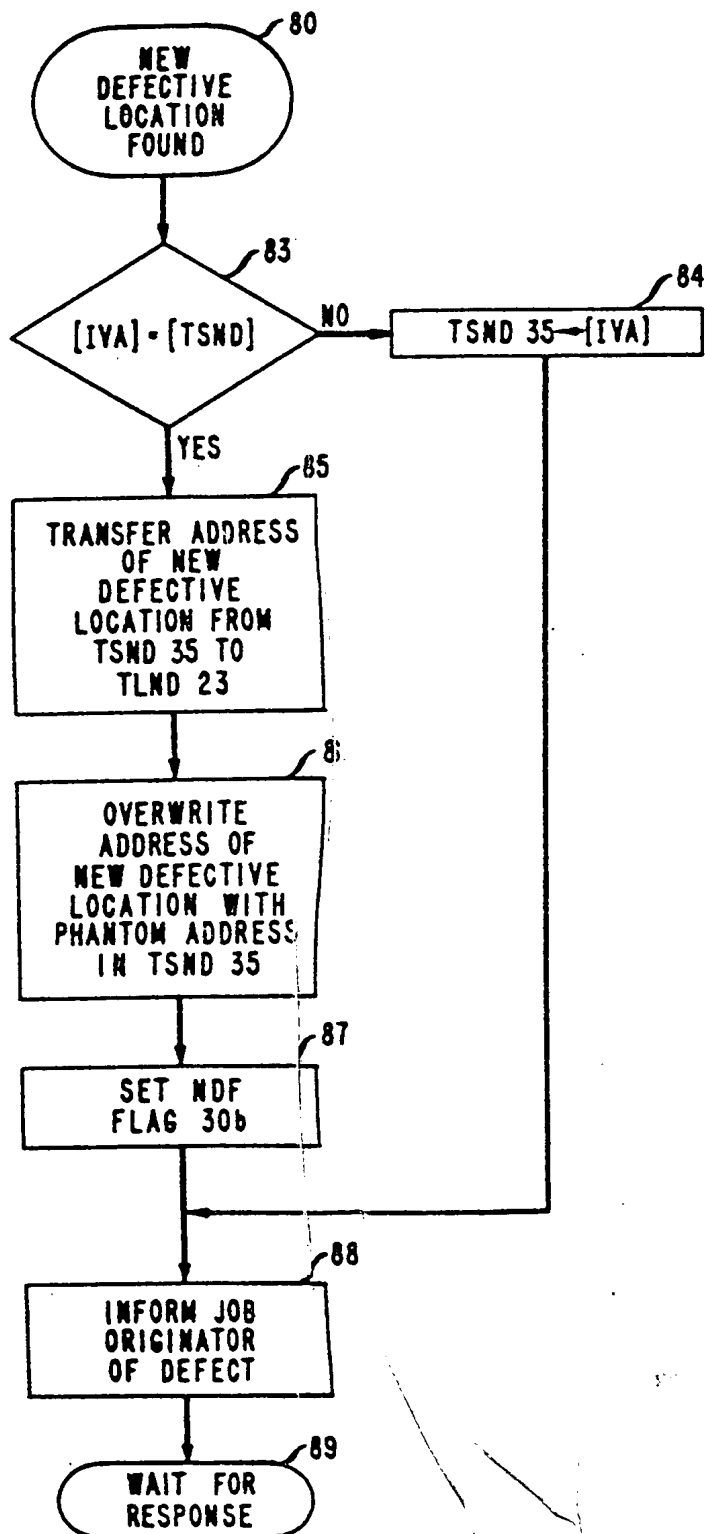 80
NEW
DEFECTIVE
LOCATION
FOUND
83
[IVA] = [TSND]
NO
84
TSND 35←[IVA]
YES
85
TRANSFER ADDRESS
OF NEW
DEFECTIVE
LOCATION FROM
TSND 35 TO
TLND 23
8
OVERWRITE
ADDRESS OF
NEW DEFECTIVE
LOCATION WITH
PHANTOM ADDRESS
IN TSND 35
87
SET NDF
FLAG 30b
88
INFORM JOB
ORIGINATOR
OF DEFECT
89
WAIT FOR
RESPONSE